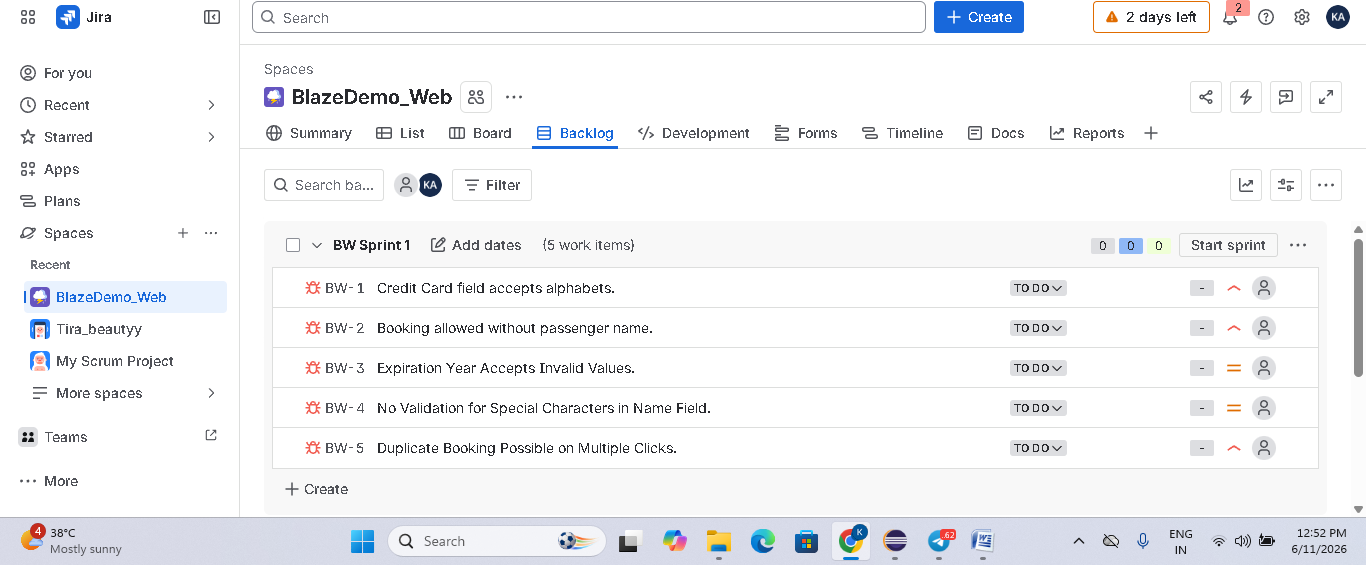 Jira
Search
Create
2 days left
2
KA
For you
Recent
Starred
Apps
Plans
Spaces
Recent
BlazeDemo_Web
Tira_beautyy
My Scrum Project
More spaces
Teams
More
Spaces
BlazeDemo_Web
Summary List Board Backlog Development Forms Timeline Docs Reports
Search ba... KA Filter
BW Sprint 1 Add dates (5 work items) 0 0 0 Start sprint
BW-1 Credit Card field accepts alphabets. TO DO -
BW-2 Booking allowed without passenger name. TO DO -
BW-3 Expiration Year Accepts Invalid Values. TO DO -
BW-4 No Validation for Special Characters in Name Field. TO DO -
BW-5 Duplicate Booking Possible on Multiple Clicks. TO DO -
Create
4
38°C
Mostly sunny
Search
K
62
W
ENG
IN
12:52 PM
6/11/2026